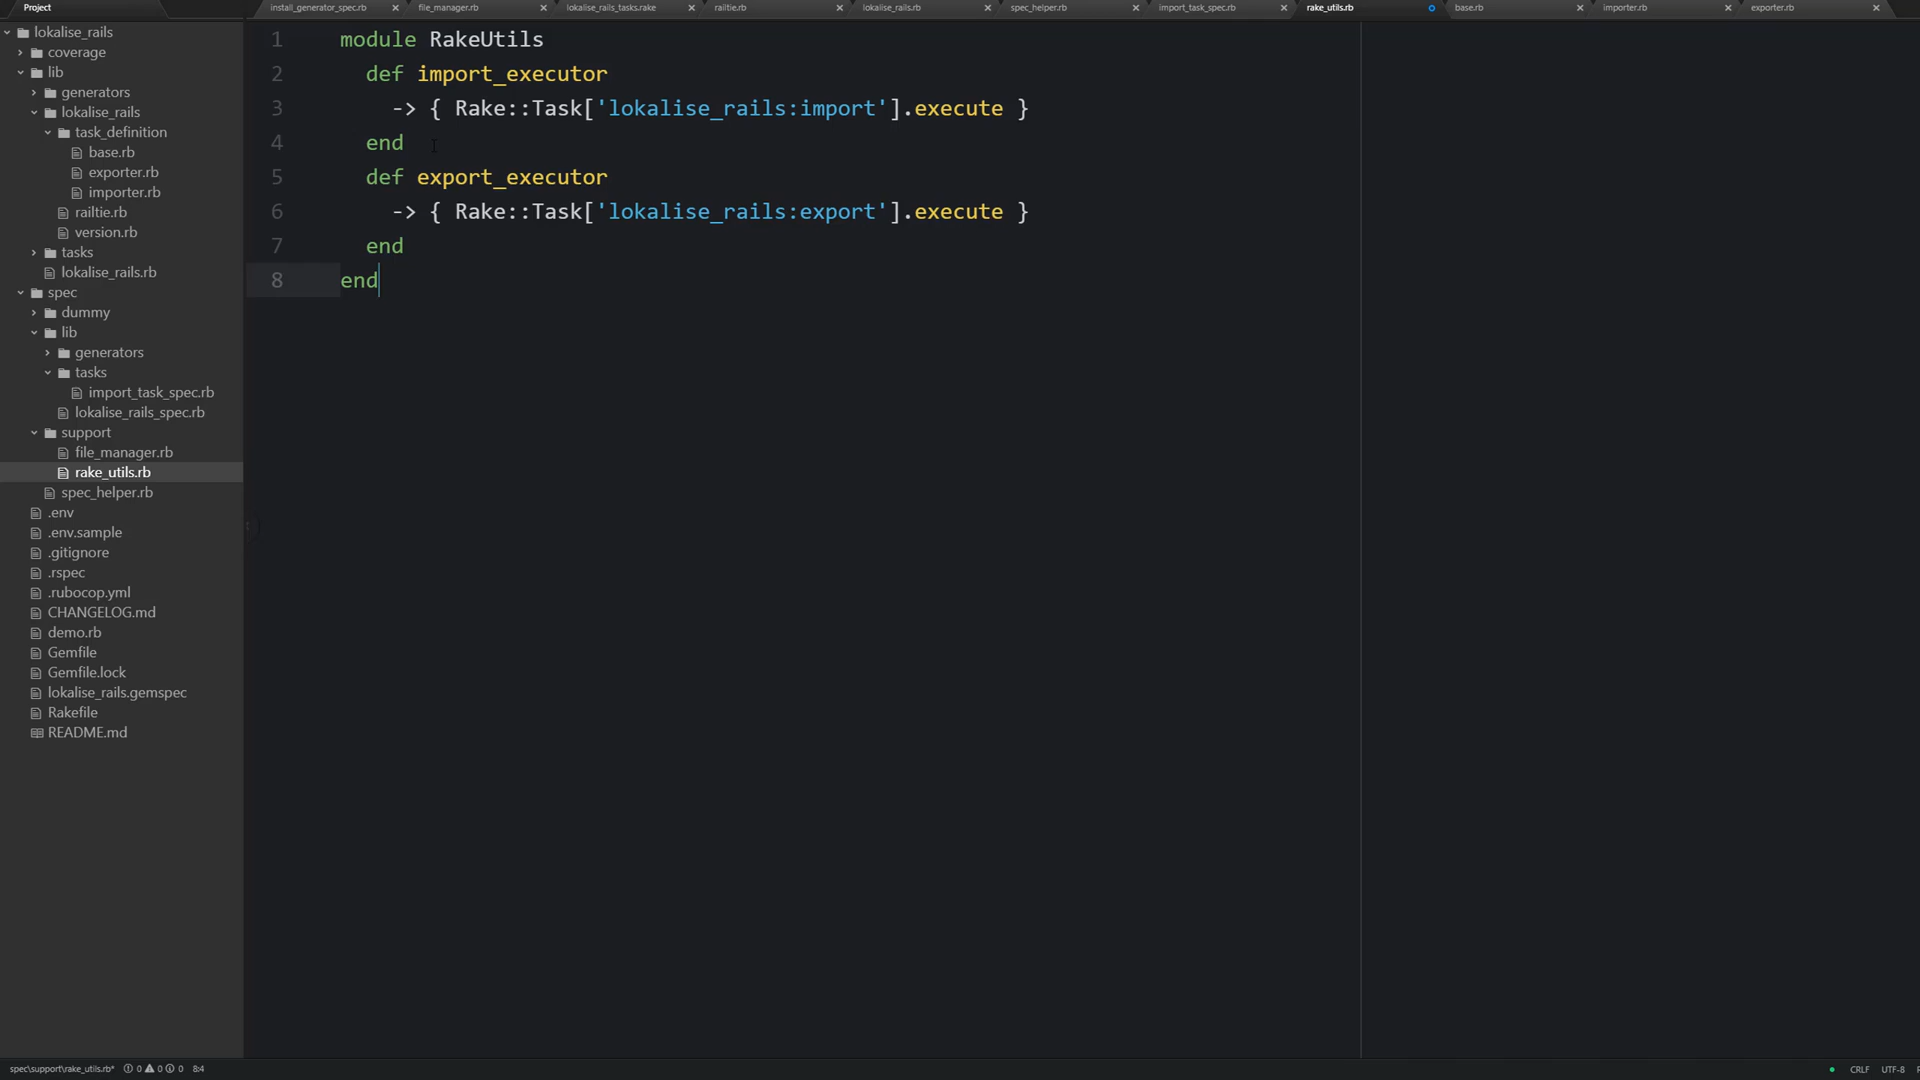 Project
install_generator_spec.rb
file_manager.rb
lokalise_rails_tasks.rake
railtie.rb
lokalise_rails.rb
spec_helper.rb
import_task_spec.rb
rake_utils.rb
base.rb
importer.rb
exporter.rb
lokalise_rails
coverage
lib
generators
lokalise_rails
task_definition
base.rb
exporter.rb
importer.rb
railtie.rb
version.rb
tasks
lokalise_rails.rb
spec
dummy
lib
generators
tasks
import_task_spec.rb
lokalise_rails_spec.rb
support
file_manager.rb
rake_utils.rb
spec_helper.rb
.env
.env.sample
.gitignore
.rspec
.rubocop.yml
CHANGELOG.md
demo.rb
Gemfile
Gemfile.lock
lokalise_rails.gemspec
Rakefile
README.md
1 module RakeUtils
2 def import_executor
3 -> { Rake::Task['lokalise_rails:import'].execute }
4 end
5 def export_executor
6 -> { Rake::Task['lokalise_rails:export'].execute }
7 end
8 end
spec\support\rake_utils.rb* 0 0 0 8:4
CRLF UTF-8